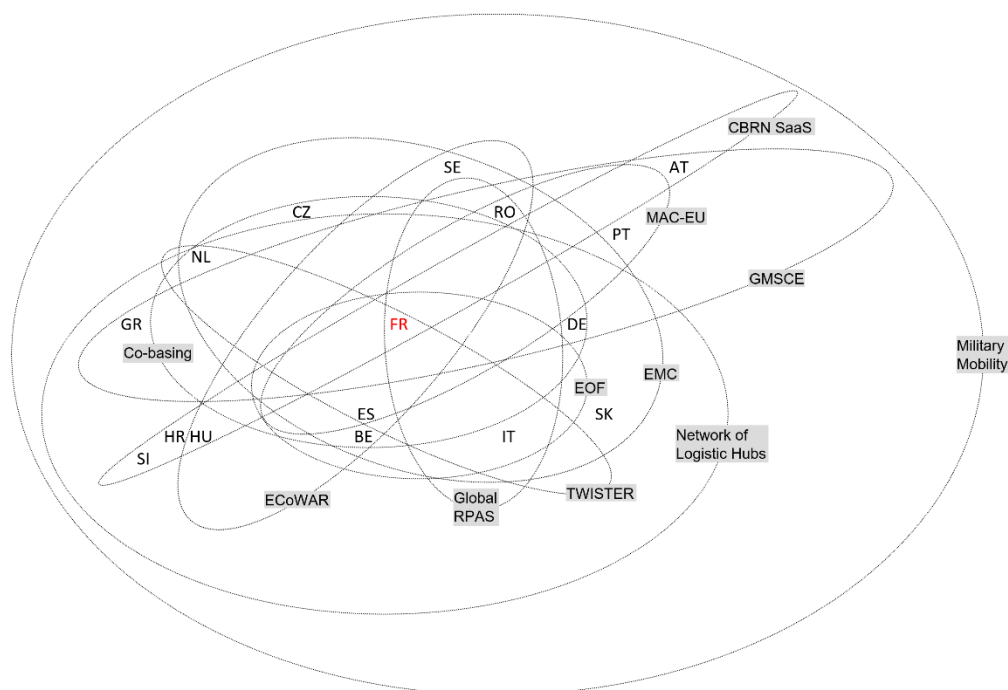 CBRN SaaS
SE
AT
CZ
RO
MAC-EU
PT
NL
GMSCE
GR
FR
DE
Co-basing
Military
Mobility
EMC
EOF
ES
SK
HR HU
BE
IT
Network of
Logistic Hubs
SI
ECoWAR
Global
RPAS
TWISTER